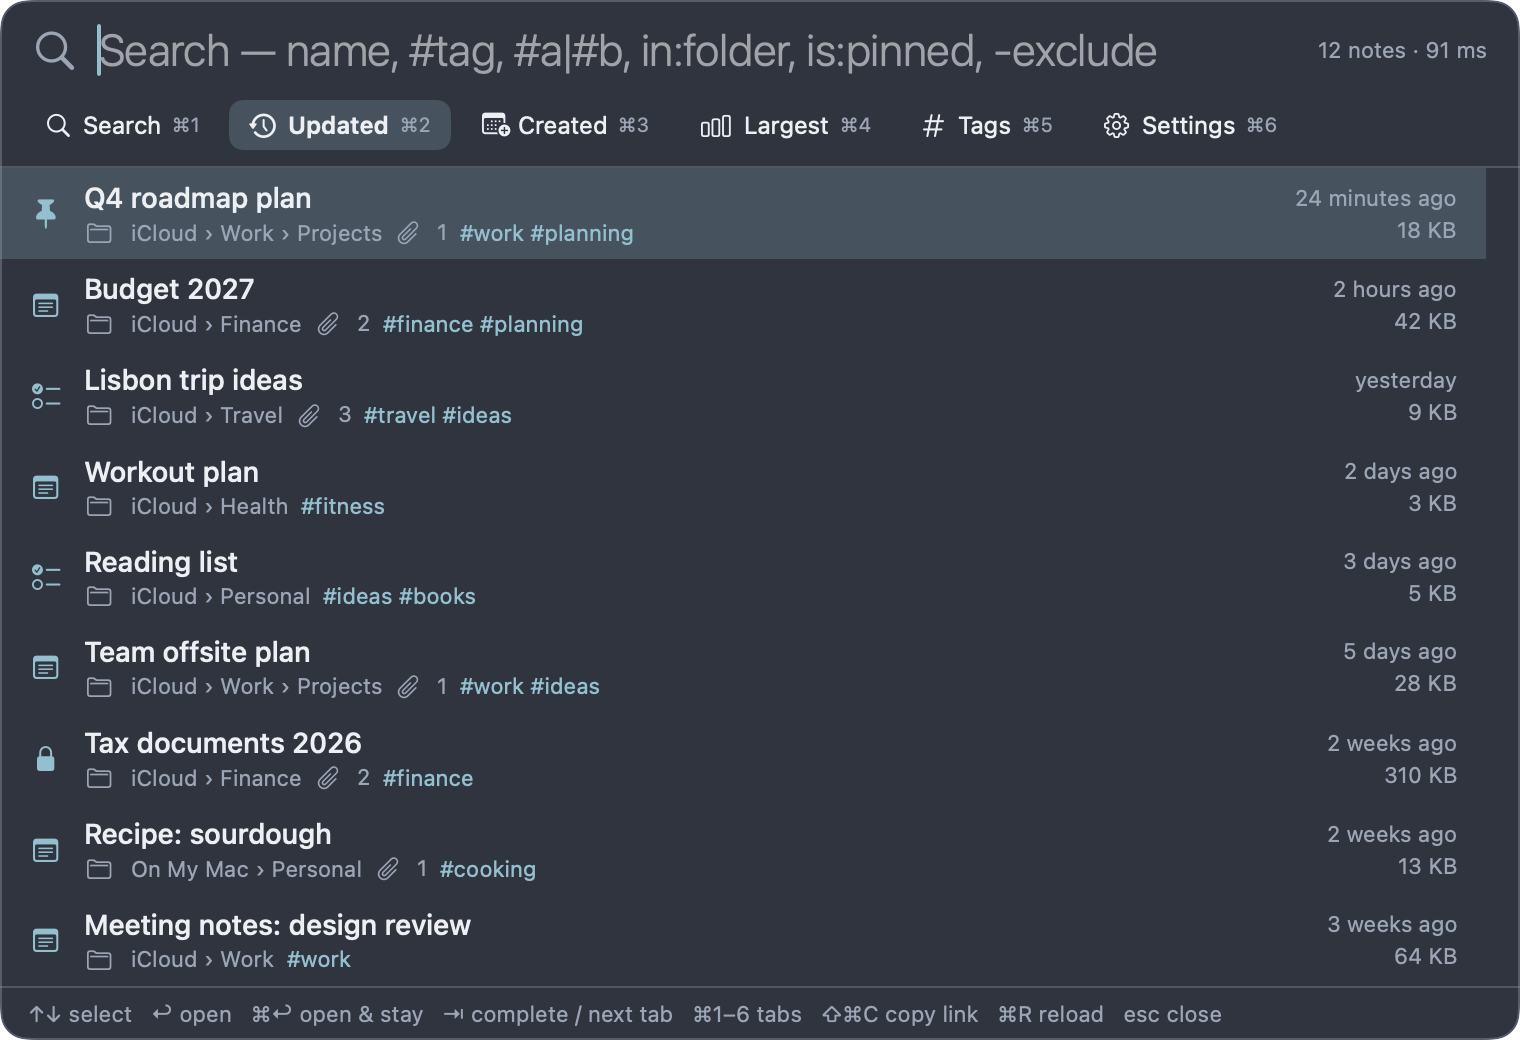 Search — name, #tag, #a|#b, in:folder, is:pinned, -exclude 12 notes · 91 ms
Search ⌘1 Updated ⌘2 Created ⌘3 Largest ⌘4 # Tags ⌘5 Settings ⌘6
Q4 roadmap plan 24 minutes ago
iCloud › Work › Projects 1 #work #planning 18 KB
Budget 2027 2 hours ago
iCloud › Finance 2 #finance #planning 42 KB
Lisbon trip ideas yesterday
iCloud › Travel 3 #travel #ideas 9 KB
Workout plan 2 days ago
iCloud › Health #fitness 3 KB
Reading list 3 days ago
iCloud › Personal #ideas #books 5 KB
Team offsite plan 5 days ago
iCloud › Work › Projects 1 #work #ideas 28 KB
Tax documents 2026 2 weeks ago
iCloud › Finance 2 #finance 310 KB
Recipe: sourdough 2 weeks ago
On My Mac › Personal 1 #cooking 13 KB
Meeting notes: design review 3 weeks ago
iCloud › Work #work 64 KB
↑↓ select ↩ open ⌘↩ open & stay ⇥ complete / next tab ⌘1–6 tabs ⇧⌘C copy link ⌘R reload esc close